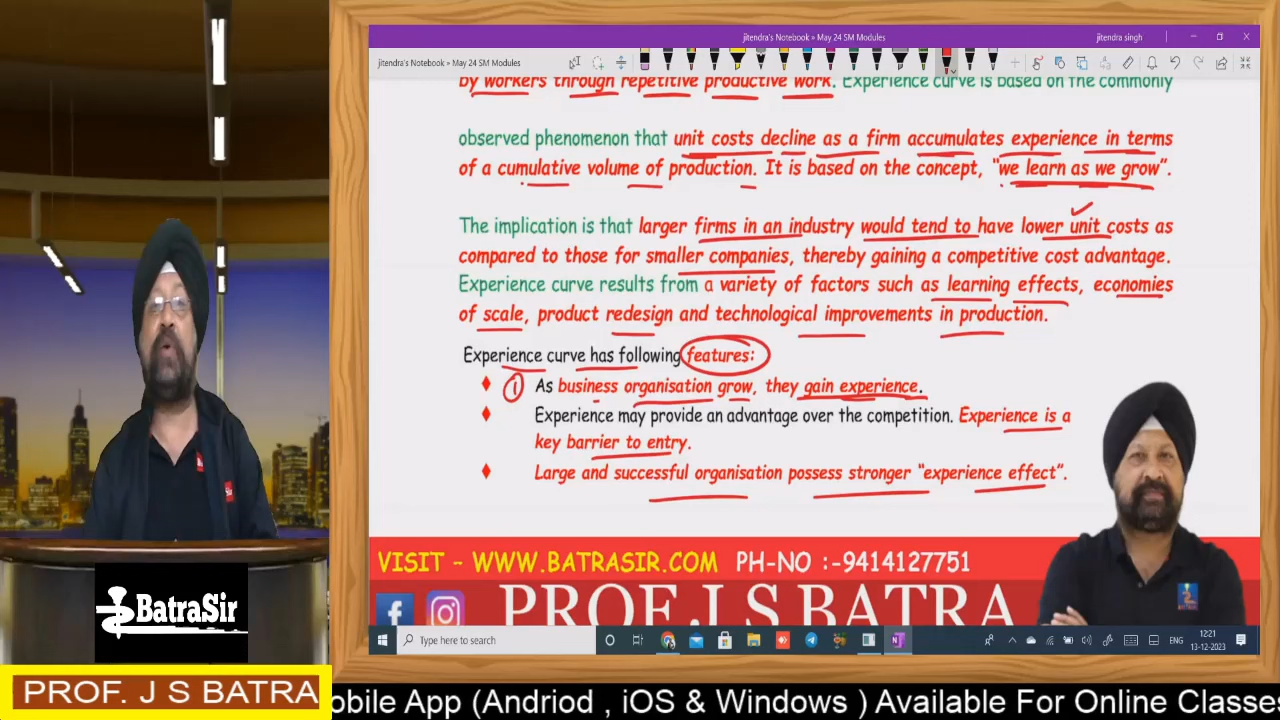 jitendra's Notebook » May 24 SM Modules
jitendra singh
jitendra's Notebook » May 24 SM Modules
by workers through repetitive productive work. Experience curve is based on the commonly
observed phenomenon that unit costs decline as a firm accumulates experience in terms
of a cumulative volume of production. It is based on the concept, “we learn as we grow”.
The implication is that larger firms in an industry would tend to have lower unit costs as
compared to those for smaller companies, thereby gaining a competitive cost advantage.
Experience curve results from a variety of factors such as learning effects, economies
of scale, product redesign and technological improvements in production.
Experience curve has following features:
① As business organisation grow, they gain experience.
Experience may provide an advantage over the competition. Experience is a
key barrier to entry.
Large and successful organisation possess stronger “experience effect”.
VISIT - WWW.BATRASIR.COM PH-NO :-9414127751
PROF.J S BATRA
Type here to search
ENG
12:21
13-12-2023
BatraSir
PROF. J S BATRA
obile App (Andriod , iOS & Windows ) Available For Online Classes